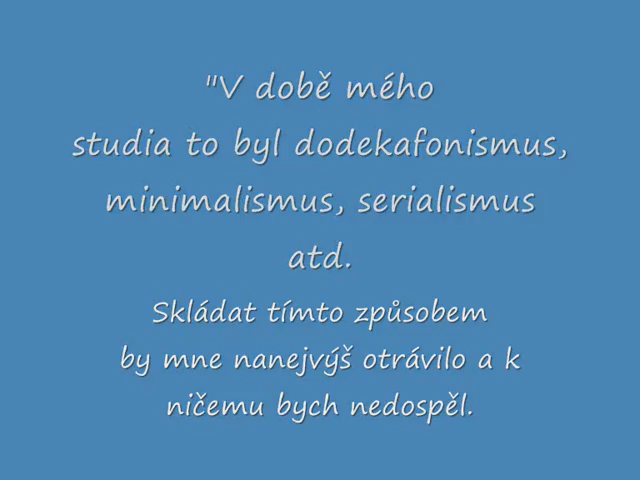 "V době mého
studia to byl dodekafonismus,
minimalismus, serialismus
atd.
Skládat tímto způsobem
by mne nanejvýš otrávilo a k
ničemu bych nedospěl.